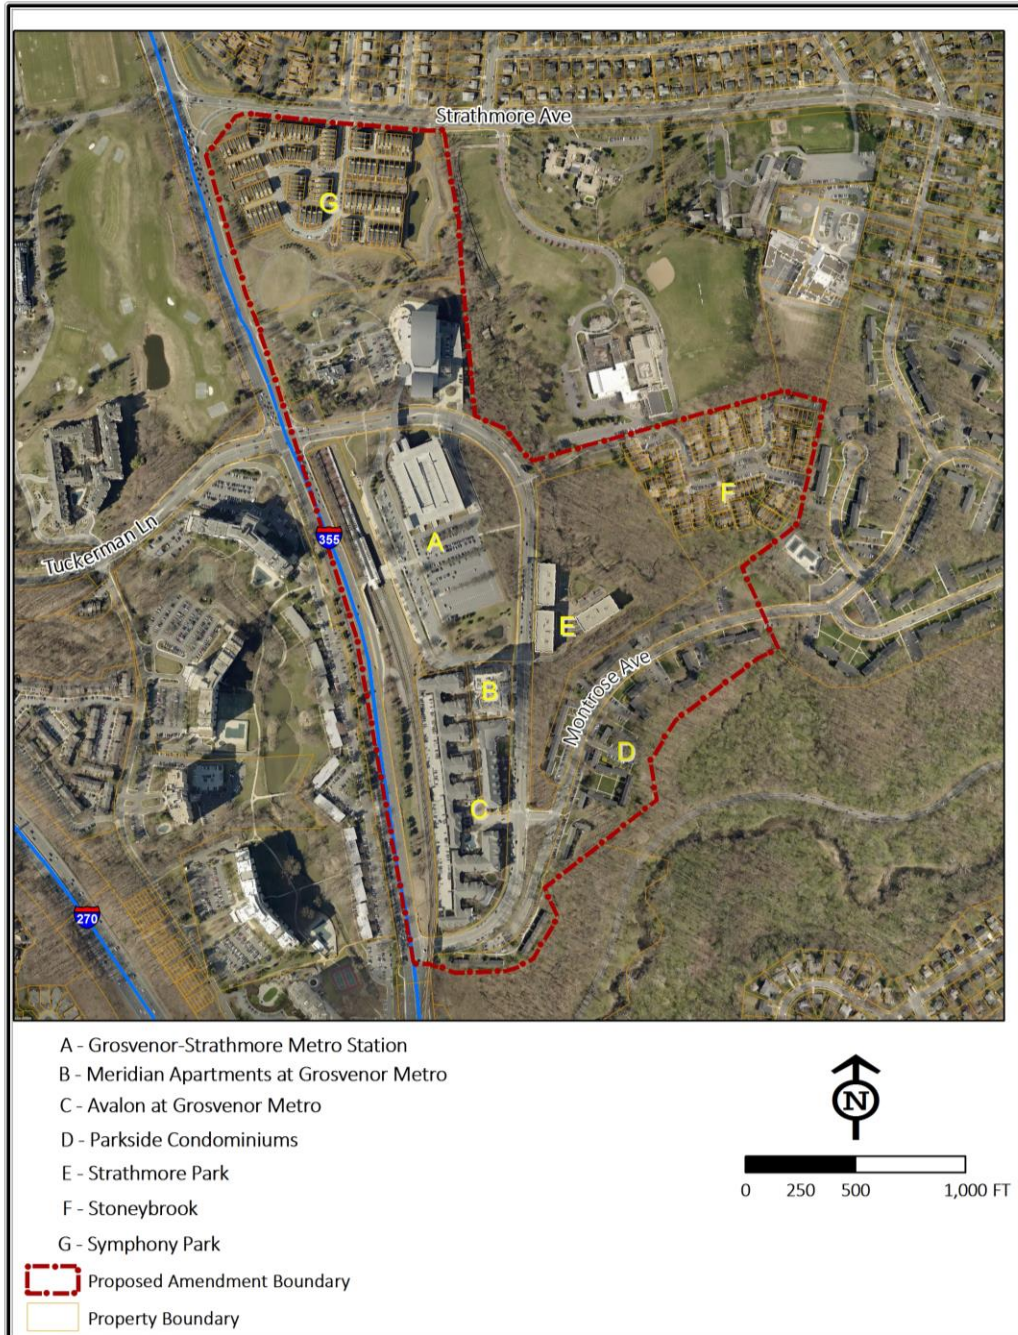 Strathmore Ave
G
Tuckerman Ln
355
A
F
E
B
Montrose Ave
D
C
270
A - Grosvenor-Strathmore Metro Station
B - Meridian Apartments at Grosvenor Metro
C - Avalon at Grosvenor Metro
D - Parkside Condominiums
E - Strathmore Park
F - Stoneybrook
G - Symphony Park
Proposed Amendment Boundary
Property Boundary
N
0 250 500 1,000 FT